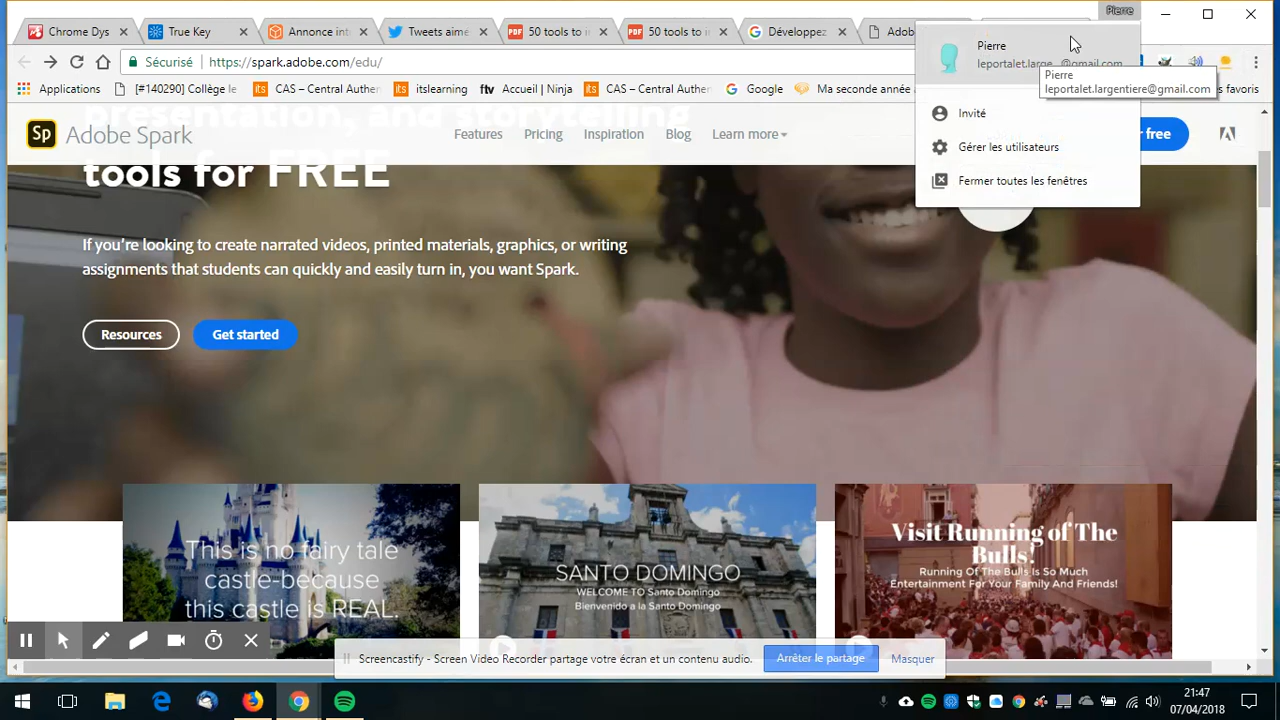 Pierre
Chrome Dys
True Key
Annonce int
Tweets aime
50 tools to i
50 tools to i
Développez
Adob
Sécurisé
https://spark.adobe.com/edu/
Applications
[#140290] Collège le
CAS – Central Authen
itslearning
ftv
Accueil | Ninja
CAS – Central Authen
Google
Ma seconde année
s favoris
Pierre
leportalet.large @gmail.com
Pierre
leportalet.largentiere@gmail.com
Invité
Gérer les utilisateurs
Fermer toutes les fenêtres
Sp
Adobe Spark
Features
Pricing
Inspiration
Blog
Learn more
free
presentation, and storytelling
tools for FREE
If you're looking to create narrated videos, printed materials, graphics, or writing
assignments that students can quickly and easily turn in, you want Spark.
Resources
Get started
This is no fairy tale
castle-because
this castle is REAL.
SANTO DOMINGO
WELCOME TO Santo Domingo
Bienvenido a la Santo Domingo
Visit Running of The
Bulls!
Running Of The Bulls Is So Much
Entertainment For Your Family And Friends!
Screencastify - Screen Video Recorder partage votre écran et un contenu audio.
Arrêter le partage
Masquer
21:47
07/04/2018